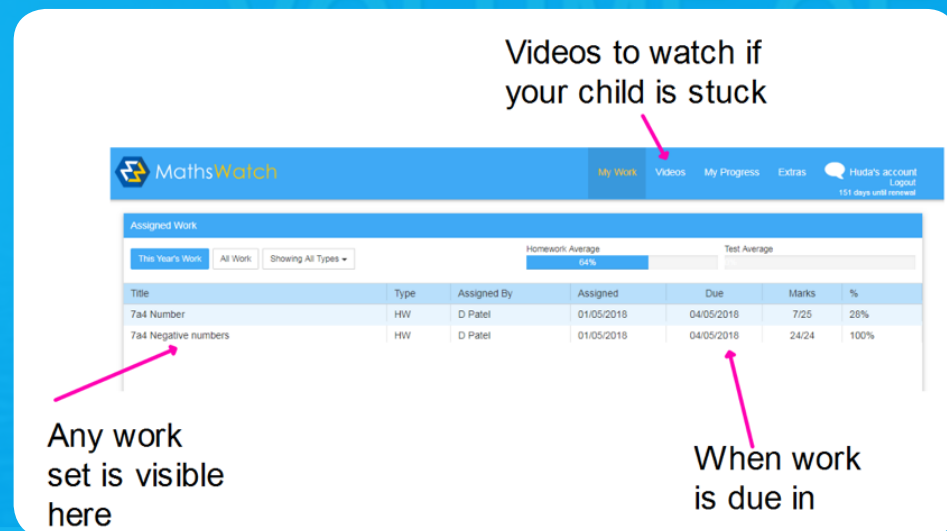 Videos to watch if
your child is stuck
MathsWatch
My Work Videos My Progress Extras Huda's account
Logout
151 days until renewal
Assigned Work
This Year's Work All Work Showing All Types
Homework Average Test Average
64%
Title Type Assigned By Assigned Due Marks %
7a4 Number HW D Patel 01/05/2018 04/05/2018 7/25 28%
7a4 Negative numbers HW D Patel 01/05/2018 04/05/2018 24/24 100%
Any work
set is visible
here
When work
is due in